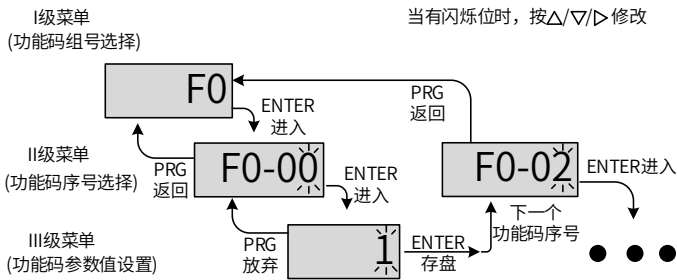 I级菜单
(功能码组号选择)
当有闪烁位时，按△/▽/▷修改
F0
ENTER
进入
PRG
返回
II级菜单
(功能码序号选择)
PRG
返回
F0-00
ENTER
进入
F0-02
ENTER进入
III级菜单
(功能码参数值设置)
PRG
放弃
1
ENTER
存盘
下一个
功能码序号